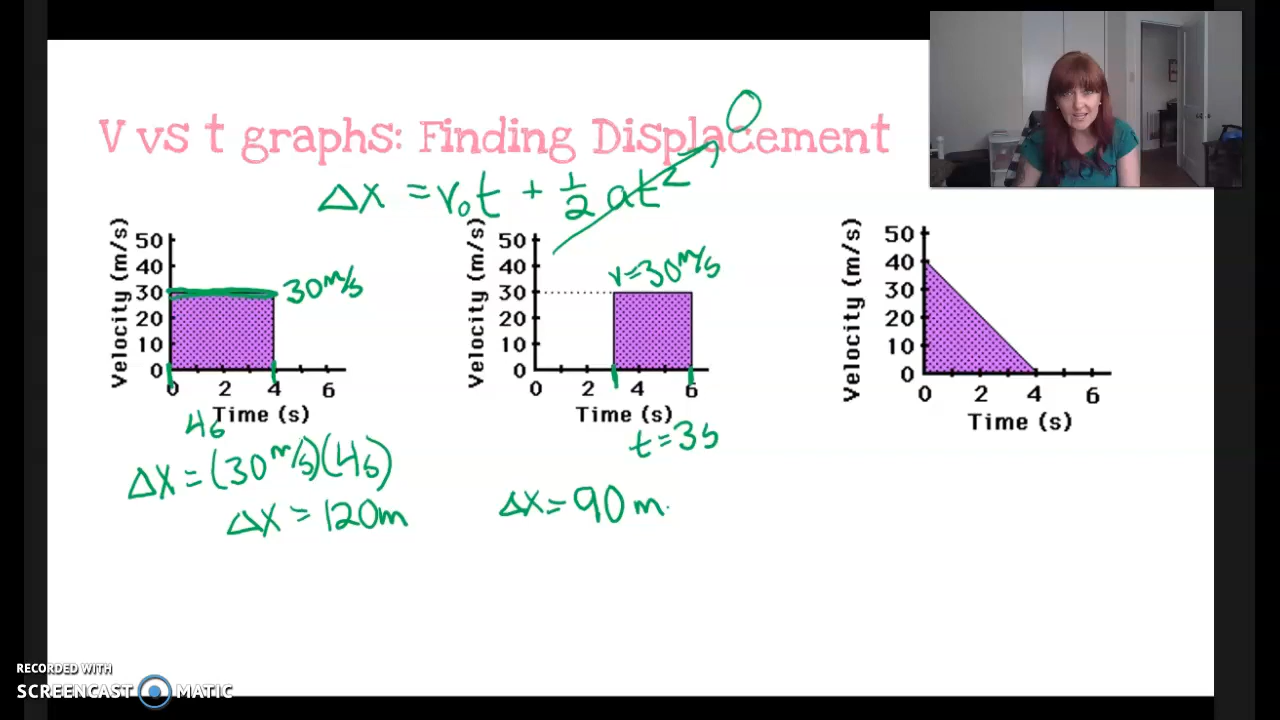 V vs t graphs: Finding Displacement
0
Δx = v₀t + ½ at²
Velocity (m/s)
50
40
30
20
10
0
0 2 4 6
Time (s)
30 m/s
4s
Δx = (30 m/s)(4s)
Δx = 120m
Velocity (m/s)
50
40
30
20
10
0
0 2 4 6
Time (s)
v=30 m/s
t=3s
Δx= 90 m.
Velocity (m/s)
50
40
30
20
10
0
0 2 4 6
Time (s)
RECORDED WITH
SCREENCAST MATIC